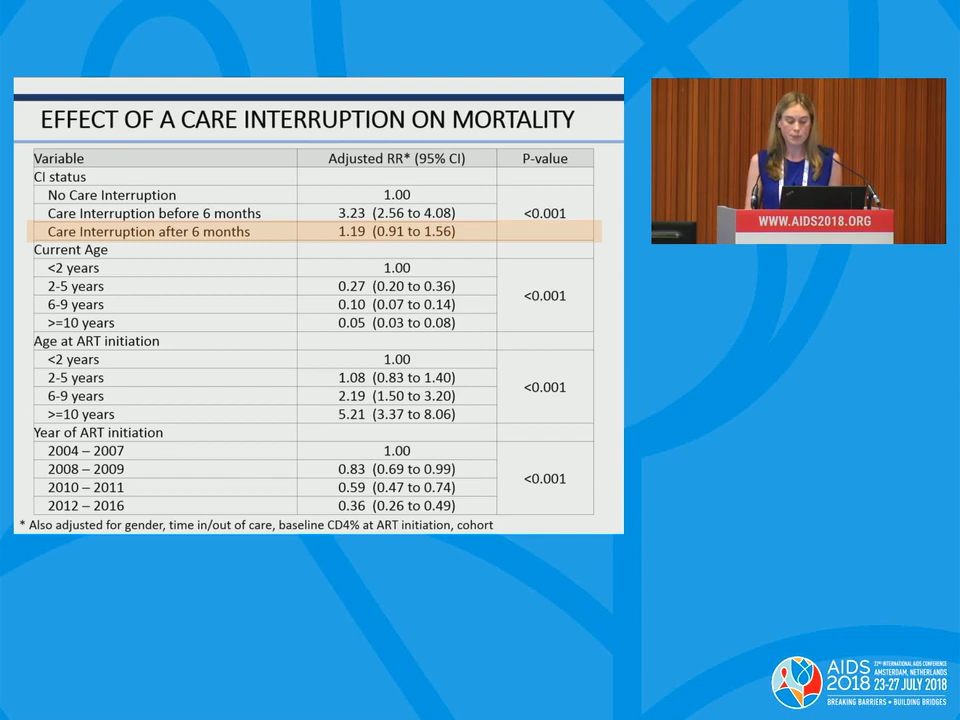 EFFECT OF A CARE INTERRUPTION ON MORTALITY
Variable Adjusted RR* (95% CI) P-value
CI status
No Care Interruption 1.00
Care Interruption before 6 months 3.23 (2.56 to 4.08) <0.001
Care Interruption after 6 months 1.19 (0.91 to 1.56)
Current Age
<2 years 1.00
2-5 years 0.27 (0.20 to 0.36)
<0.001
6-9 years 0.10 (0.07 to 0.14)
>=10 years 0.05 (0.03 to 0.08)
Age at ART initiation
<2 years 1.00
2-5 years 1.08 (0.83 to 1.40)
<0.001
6-9 years 2.19 (1.50 to 3.20)
>=10 years 5.21 (3.37 to 8.06)
Year of ART initiation
2004 – 2007 1.00
2008 – 2009 0.83 (0.69 to 0.99)
<0.001
2010 – 2011 0.59 (0.47 to 0.74)
2012 – 2016 0.36 (0.26 to 0.49)
* Also adjusted for gender, time in/out of care, baseline CD4% at ART initiation, cohort
WWW.AIDS2018.ORG
AIDS 2018
22ND INTERNATIONAL AIDS CONFERENCE
AMSTERDAM, NETHERLANDS
23-27 JULY 2018
BREAKING BARRIERS • BUILDING BRIDGES